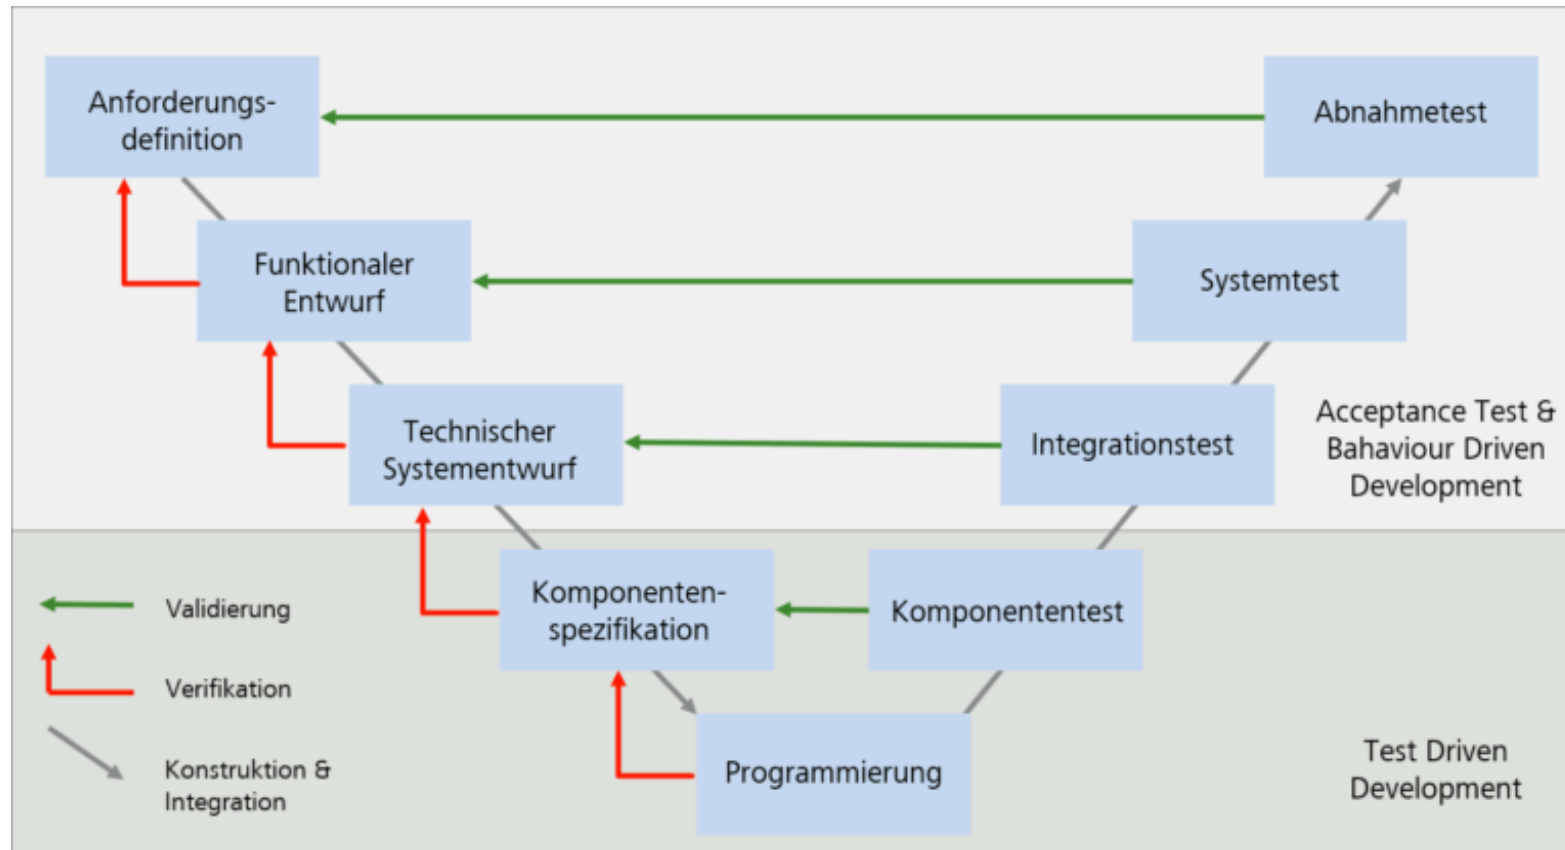 Anforderungs-
definition
Abnahmetest
Funktionaler
Entwurf
Systemtest
Technischer
Systementwurf
Integrationstest
Acceptance Test &
Bahaviour Driven
Development
Komponenten-
spezifikation
Komponententest
Validierung
Verifikation
Konstruktion &
Integration
Programmierung
Test Driven
Development